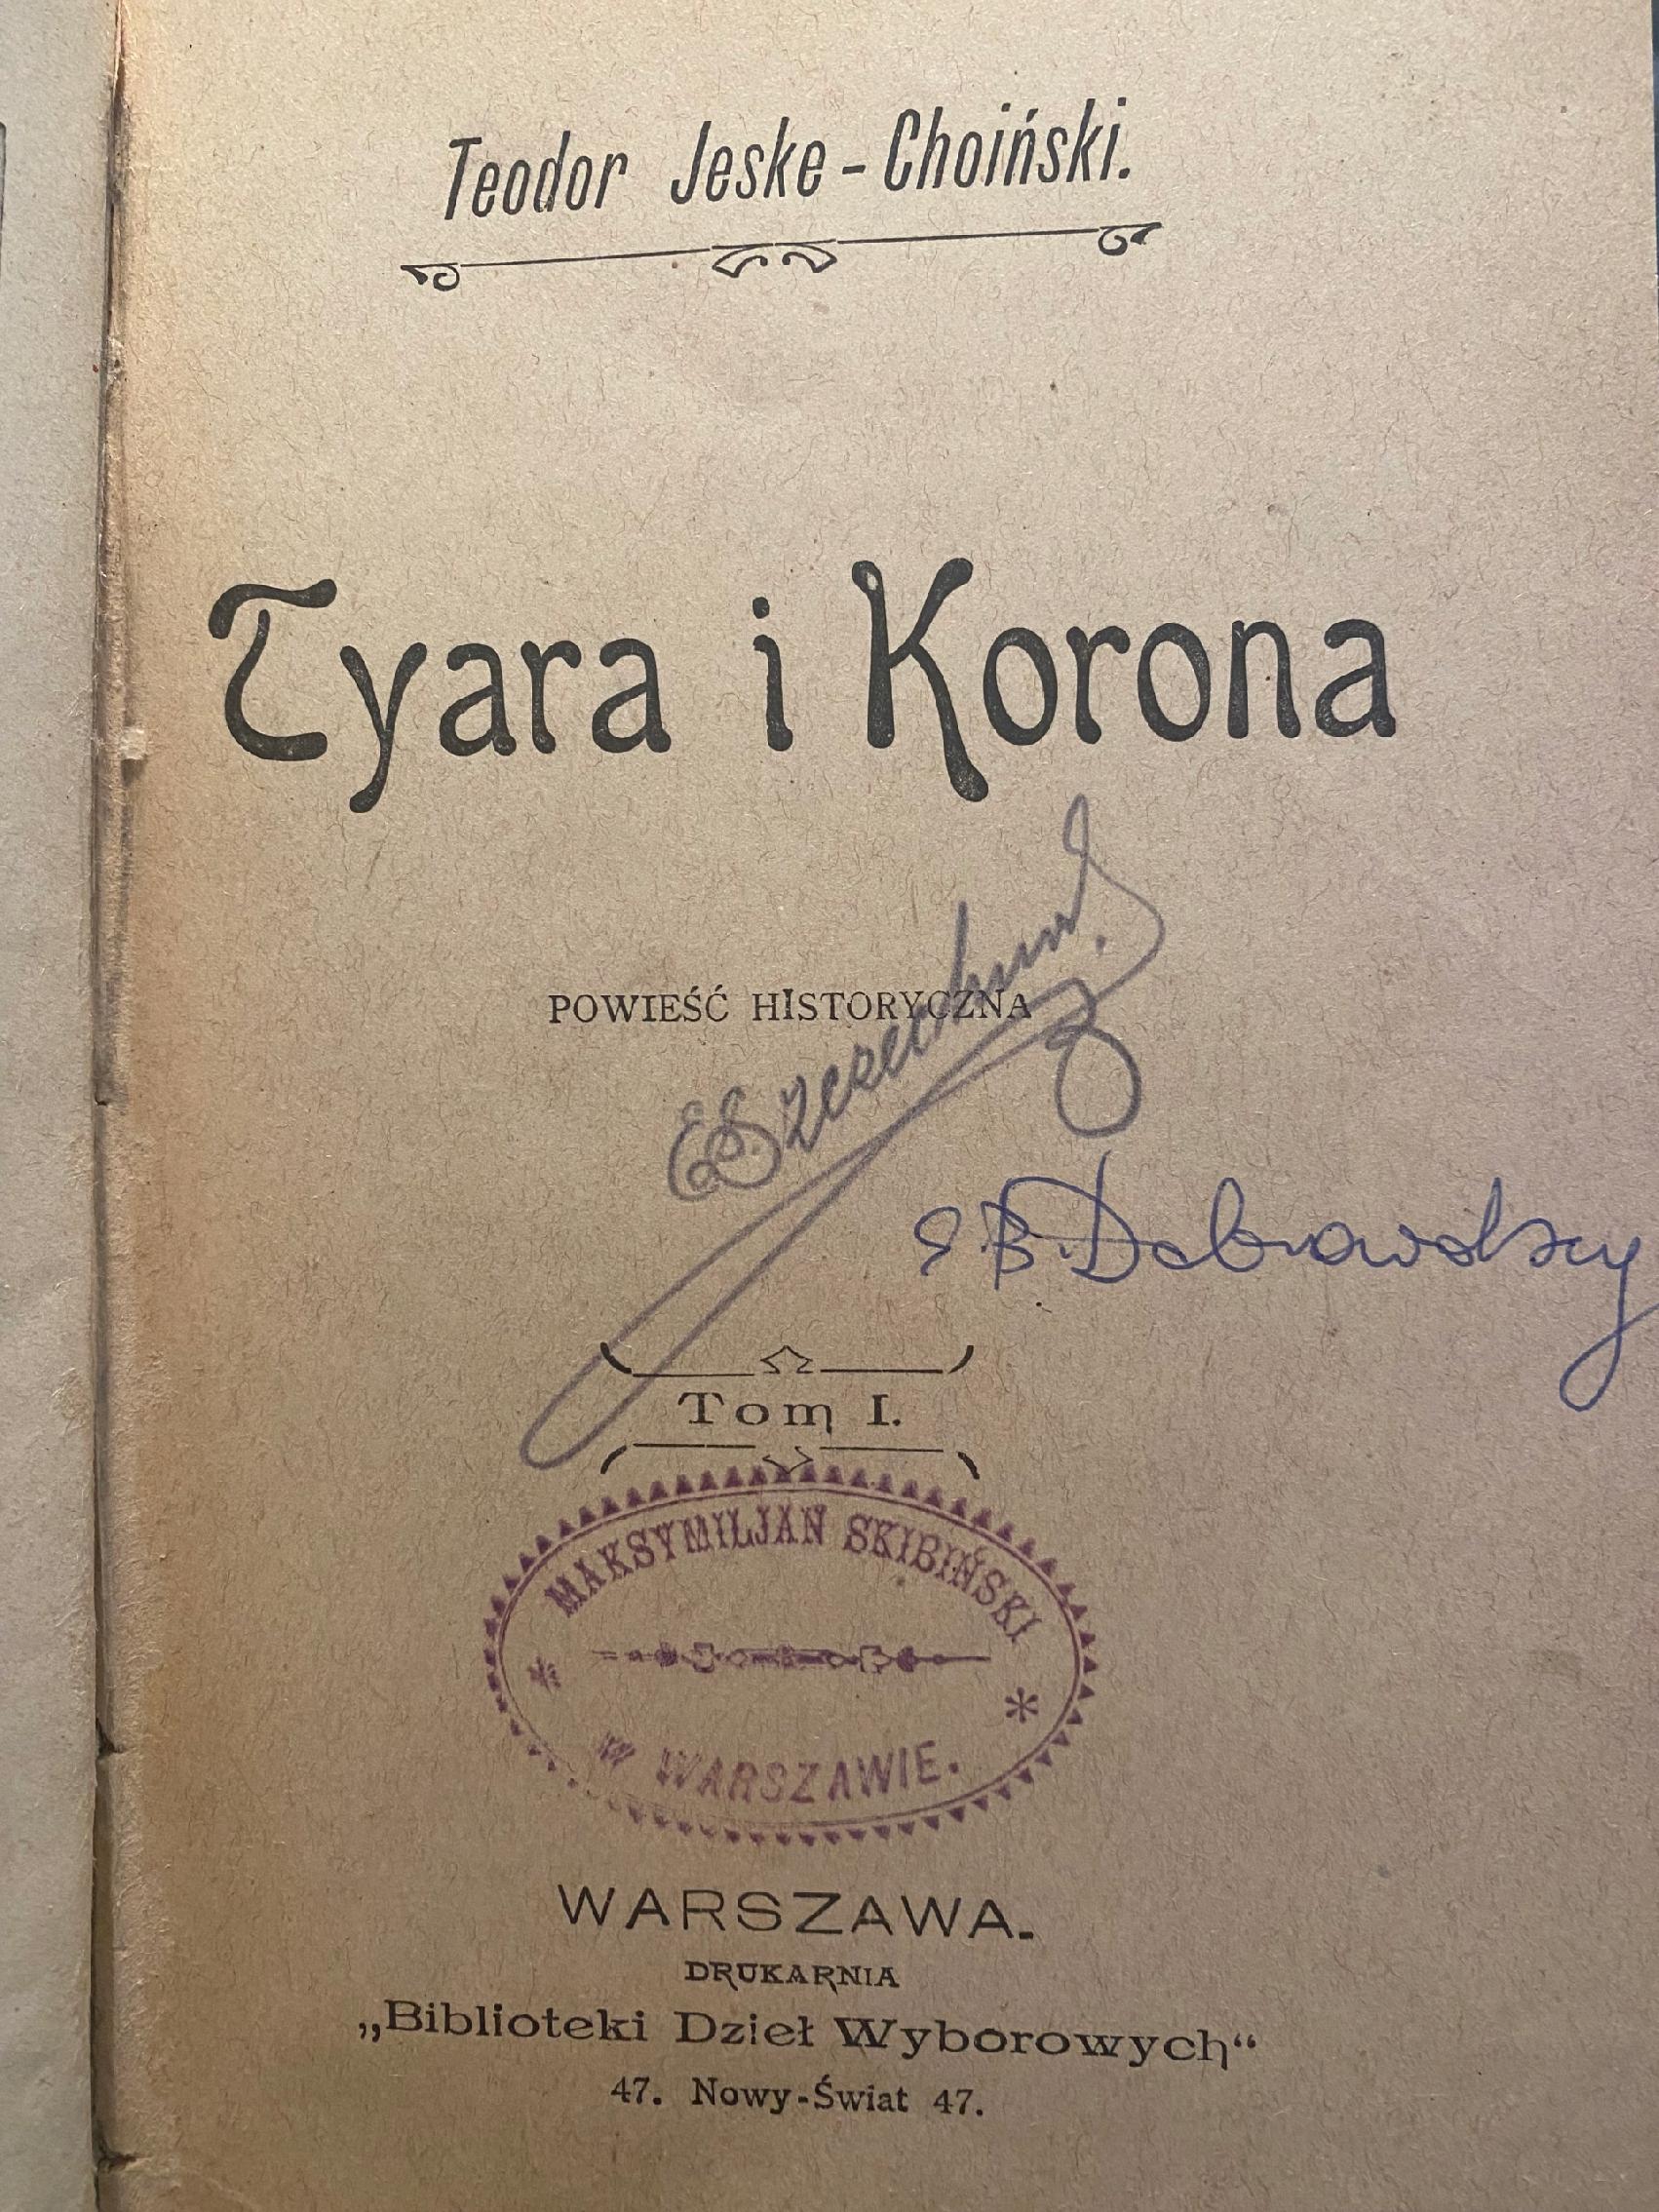 Teodor Jeske-Choiński.
Tyara i Korona
POWIEŚĆ HISTORYCZNA
E. B. Dobrowolscy
Tom I.
MAKSYMILJAN SKIBIŃSKI
* *
W WARSZAWIE.
WARSZAWA.
DRUKARNIA
„Biblioteki Dzieł Wyborowych“
47. Nowy-Świat 47.